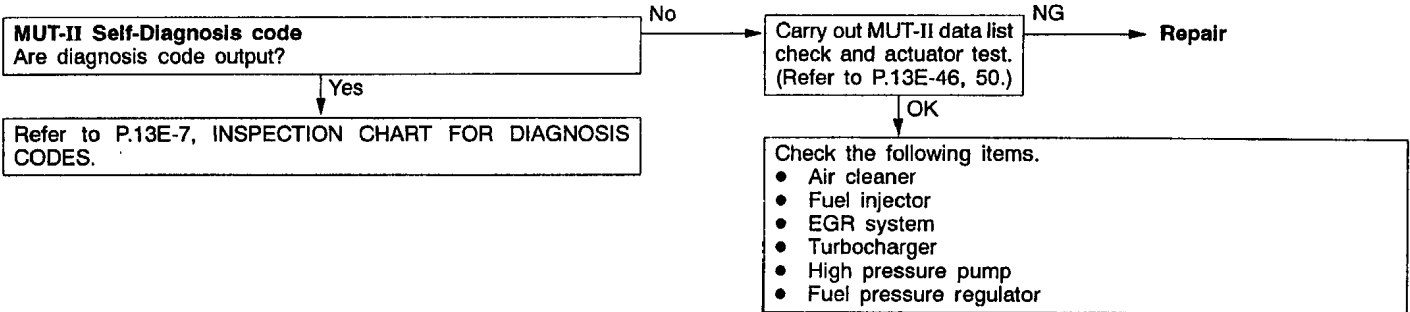 MUT-II Self-Diagnosis code
Are diagnosis code output?
No
Carry out MUT-II data list
check and actuator test.
(Refer to P.13E-46, 50.)
NG
Repair
Yes
Refer to P.13E-7, INSPECTION CHART FOR DIAGNOSIS
CODES.
OK
Check the following items.
● Air cleaner
● Fuel injector
● EGR system
● Turbocharger
● High pressure pump
● Fuel pressure regulator